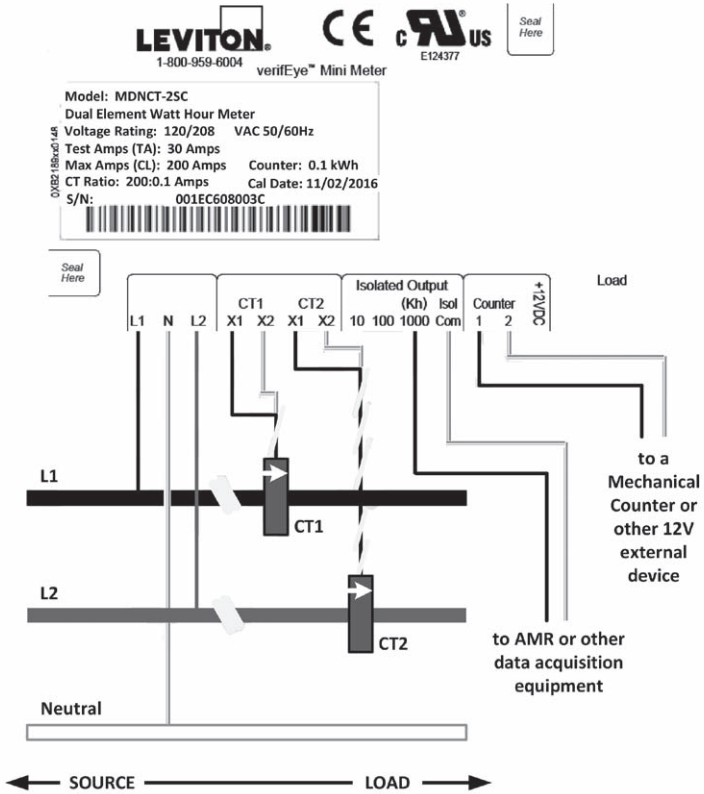 LEVITON®
1-800-959-6004
CE
C UR US
E124377
Seal
Here
verifEye™ Mini Meter
Model: MDNCT-2SC
Dual Element Watt Hour Meter
Voltage Rating: 120/208 VAC 50/60Hz
Test Amps (TA): 30 Amps
Max Amps (CL): 200 Amps Counter: 0.1 kWh
CT Ratio: 200:0.1 Amps Cal Date: 11/02/2016
S/N: 001EC608003C
Seal
Here
Load
Isolated Output
CT1 CT2 (Kh) Isol Counter +12VDC
L1 N L2 X1 X2 X1 X2 10 100 1000 Com 1 2
L1
CT1
L2
CT2
to a
Mechanical
Counter or
other 12V
external
device
to AMR or other
data acquisition
equipment
Neutral
SOURCE LOAD